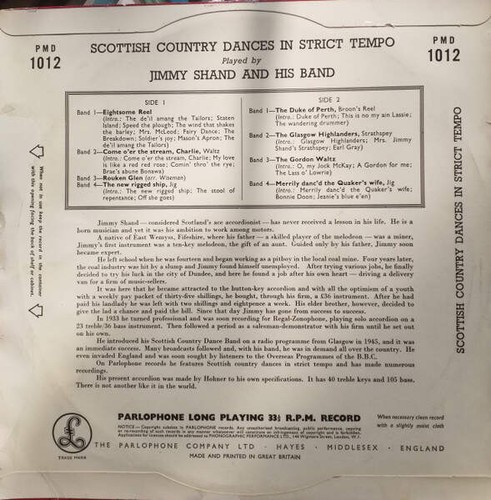 PMD
1012
SCOTTISH COUNTRY DANCES IN STRICT TEMPO
Played by
JIMMY SHAND AND HIS BAND
PMD
1012
SIDE 1
Band 1—Eightsome Reel
(Intro.: The de'il amang the Tailors; Staten
Island; Speed the plough; The wind that shakes
the barley; Mrs. McLeod; Fairy Dance; The
Breakdown; Soldier's joy; Mason's Apron; The
de'il amang the Tailors)
Band 2—Come o'er the stream, Charlie, Waltz
(Intro.: Come o'er the stream, Charlie; My love
is like a red red rose; Comin' thro' the rye;
Brae's abune Bonawa)
Band 3—Rouken Glen (arr. Wiseman)
Band 4—The new rigged ship, Jig
(Intro.: The new rigged ship; The stool of
repentance; Off she goes)
SIDE 2
Band 1—The Duke of Perth, Broon's Reel
(Intro.: Duke of Perth; This is no my ain Lassie;
The wandering drummer)
Band 2—The Glasgow Highlanders, Strathspey
(Intro.: Glasgow Highlanders; Mrs. Jimmy
Shand's Strathspey; Earl Gray)
Band 3—The Gordon Waltz
(Intro.: O, my Jock McKay; A Gordon for me;
The Lass o' Lowrie)
Band 4—Merrily danc'd the Quaker's wife, Jig
(Intro.: Merrily danc'd the Quaker's wife;
Bonnie Doon; Jeanie's blue e'en)
Jimmy Shand—considered Scotland's ace accordionist—has never received a lesson in his life. He is a
born musician and yet it was his ambition to work among motors.
A native of East Wemyss, Fifeshire, where his father—a skilled player of the melodeon—was a miner,
Jimmy's first instrument was a ten-key melodeon, the gift of an aunt. Guided only by his father, Jimmy soon
became expert.
He left school when he was fourteen and began working as a pitboy in the local coal mine. Four years later,
the coal industry was hit by a slump and Jimmy found himself unemployed. After trying various jobs, he finally
decided to try his luck in the city of Dundee, and here he found a job after his own heart—driving a delivery
van for a firm of music-sellers.
It was here that he became attracted to the button-key accordion, and with all the optimism of a youth
with a weekly pay packet of thirty-five shillings, he bought, through his firm, a £36 instrument. After he had
paid his landlady he was left with two shillings and eightpence a week. His elder brother, however, decided to
give the lad a chance and paid the bill. Since that day Jimmy has gone from success to success.
In 1933 he turned professional and was soon recording for Regal-Zonophone, playing solo accordion on a
23 treble/36 bass instrument. Then followed a period as a salesman-demonstrator with his firm until he set out
on his own.
He introduced his Scottish Country Dance Band on a radio programme from Glasgow in 1945, and it was
an immediate success. Many broadcasts followed and, with his band, he was in demand all over the country. He
even invaded England and was soon sought by listeners to the Overseas Programmes of the B.B.C.
On Parlophone records he features Scottish country dances in strict tempo and has made numerous
recordings.
His present accordion was made by Hohner to his own specifications. It has 40 treble keys and 105 bass.
There is not another like it in the world.
SCOTTISH COUNTRY DANCES IN STRICT TEMPO
When not in use keep the record in the container
with this opening facing the back of shelf or cabinet.
PARLOPHONE LONG PLAYING 33⅓ R.P.M. RECORD
When necessary clean record
with a slightly moist cloth
THE PARLOPHONE COMPANY LTD · HAYES · MIDDLESEX · ENGLAND
TRADE MARK
MADE AND PRINTED IN GREAT BRITAIN